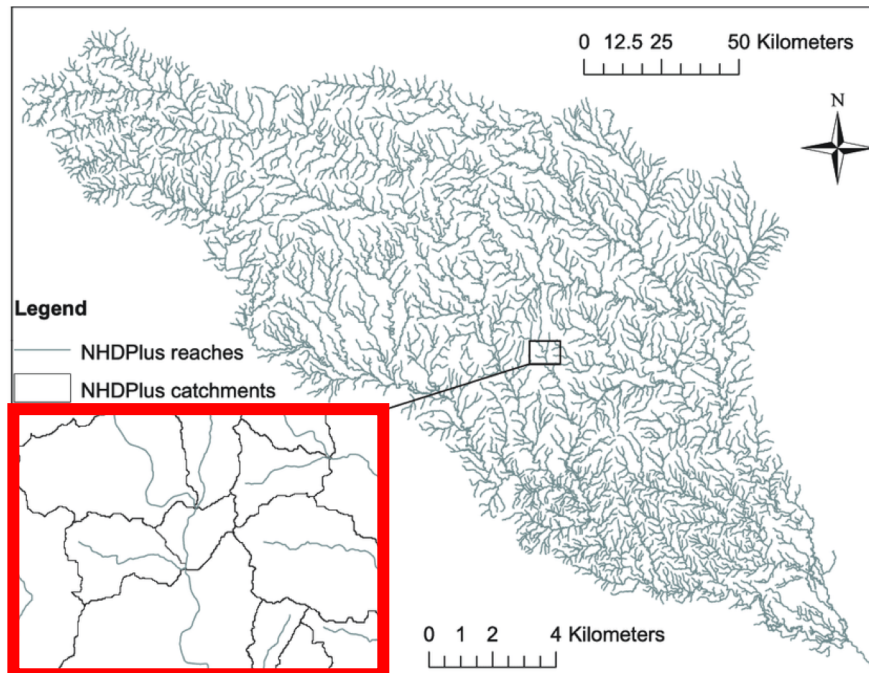 0 12.5 25 50 Kilometers
N
Legend
NHDPlus reaches
NHDPlus catchments
0 1 2 4 Kilometers